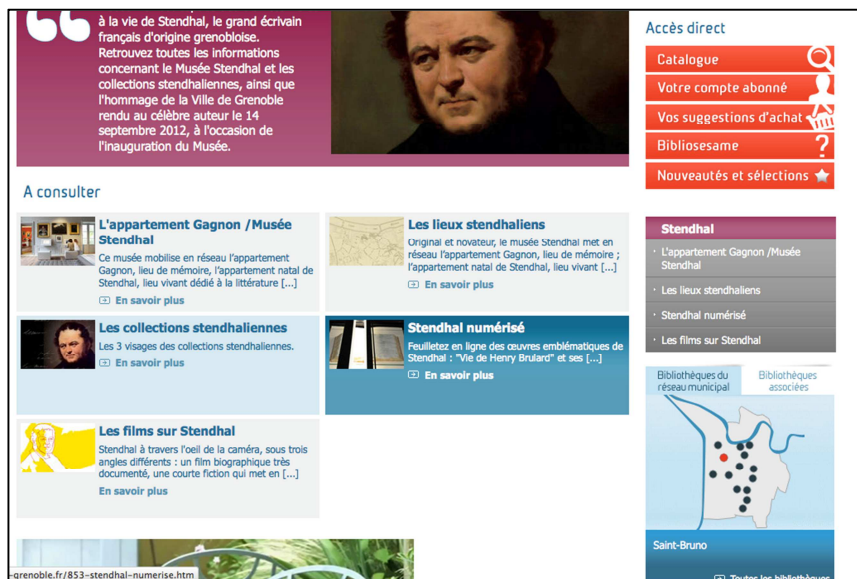 à la vie de Stendhal, le grand écrivain
français d'origine grenobloise.
Retrouvez toutes les informations
concernant le Musée Stendhal et les
collections stendhaliennes, ainsi que
l'hommage de la Ville de Grenoble
rendu au célèbre auteur le 14
septembre 2012, à l'occasion de
l'inauguration du Musée.
A consulter
L'appartement Gagnon /Musée
Stendhal
Ce musée mobilise en réseau l'appartement
Gagnon, lieu de mémoire, l'appartement natal de
Stendhal, lieu vivant dédié à la littérature [...]
En savoir plus
Les lieux stendhaliens
Original et novateur, le musée Stendhal met en
réseau l'appartement Gagnon, lieu de mémoire ;
l'appartement natal de Stendhal, lieu vivant [...]
En savoir plus
Les collections stendhaliennes
Les 3 visages des collections stendhaliennes.
En savoir plus
Stendhal numérisé
Feuilletez en ligne des œuvres emblématiques de
Stendhal : "Vie de Henry Brulard" et ses [...]
En savoir plus
Les films sur Stendhal
Stendhal à travers l'oeil de la caméra, sous trois
angles différents : un film biographique très
documenté, une courte fiction qui met en [...]
En savoir plus
-grenoble.fr/853-stendhal-numerise.htm
Accès direct
Catalogue
Votre compte abonné
Vos suggestions d'achat
Bibliosesame
?
Nouveautés et sélections
Stendhal
L'appartement Gagnon /Musée
Stendhal
Les lieux stendhaliens
Stendhal numérisé
Les films sur Stendhal
Bibliothèques du
réseau municipal
Bibliothèques
associées
Saint-Bruno
Toutes les bibliothèques